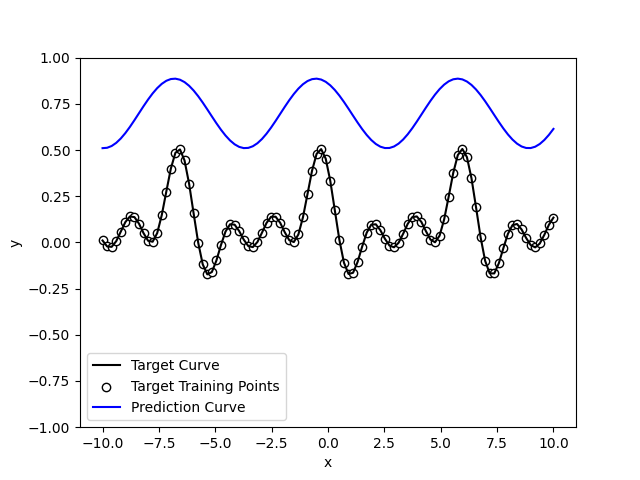 1.00
0.75
0.50
0.25
0.00
−0.25
−0.50
−0.75
−1.00
y
Target Curve
Target Training Points
Prediction Curve
−10.0 −7.5 −5.0 −2.5 0.0 2.5 5.0 7.5 10.0
x